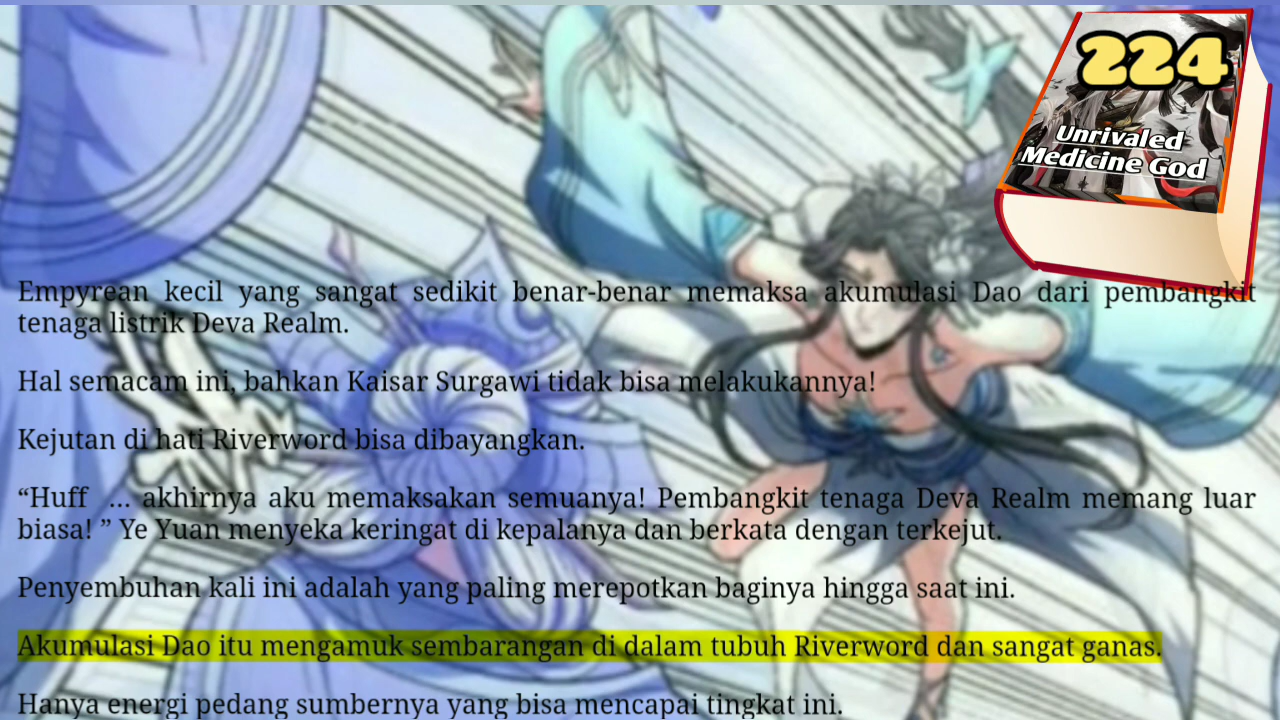 224
Unrivaled
Medicine God
Empyrean kecil yang sangat sedikit benar-benar memaksa akumulasi Dao dari pembangkit
tenaga listrik Deva Realm.
Hal semacam ini, bahkan Kaisar Surgawi tidak bisa melakukannya!
Kejutan di hati Riverword bisa dibayangkan.
“Huff … akhirnya aku memaksakan semuanya! Pembangkit tenaga Deva Realm memang luar
biasa! ” Ye Yuan menyeka keringat di kepalanya dan berkata dengan terkejut.
Penyembuhan kali ini adalah yang paling merepotkan baginya hingga saat ini.
Akumulasi Dao itu mengamuk sembarangan di dalam tubuh Riverword dan sangat ganas.
Hanya energi pedang sumbernya yang bisa mencapai tingkat ini.